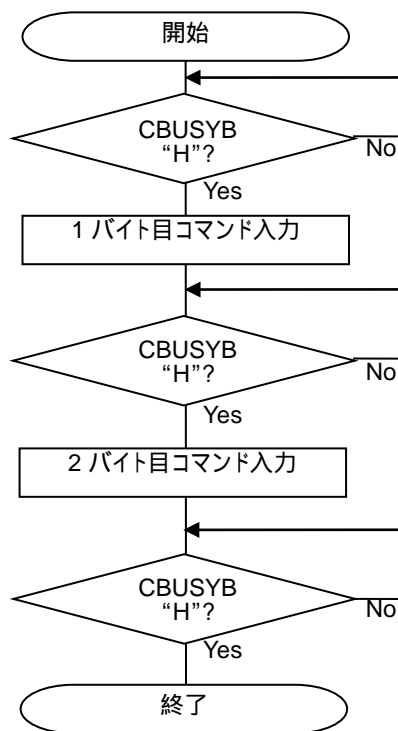 開始
CBUSYB
“H”?
No
Yes
1 バイト目コマンド入力
CBUSYB
“H”?
No
Yes
2 バイト目コマンド入力
CBUSYB
“H”?
No
Yes
終了